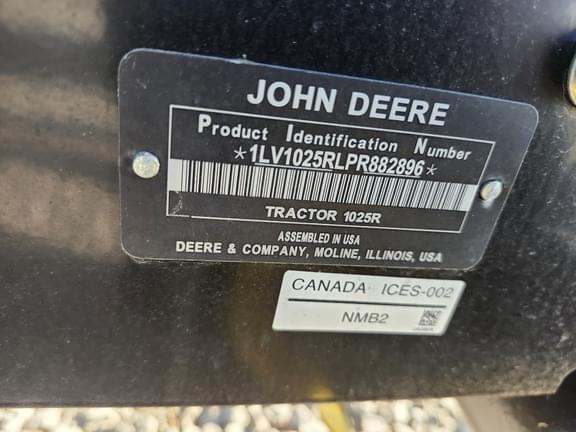 JOHN DEERE
Product Identification Number
*1LV1025RLPR882896*
TRACTOR 1025R
ASSEMBLED IN USA
DEERE & COMPANY, MOLINE, ILLINOIS, USA
CANADA ICES-002
NMB2